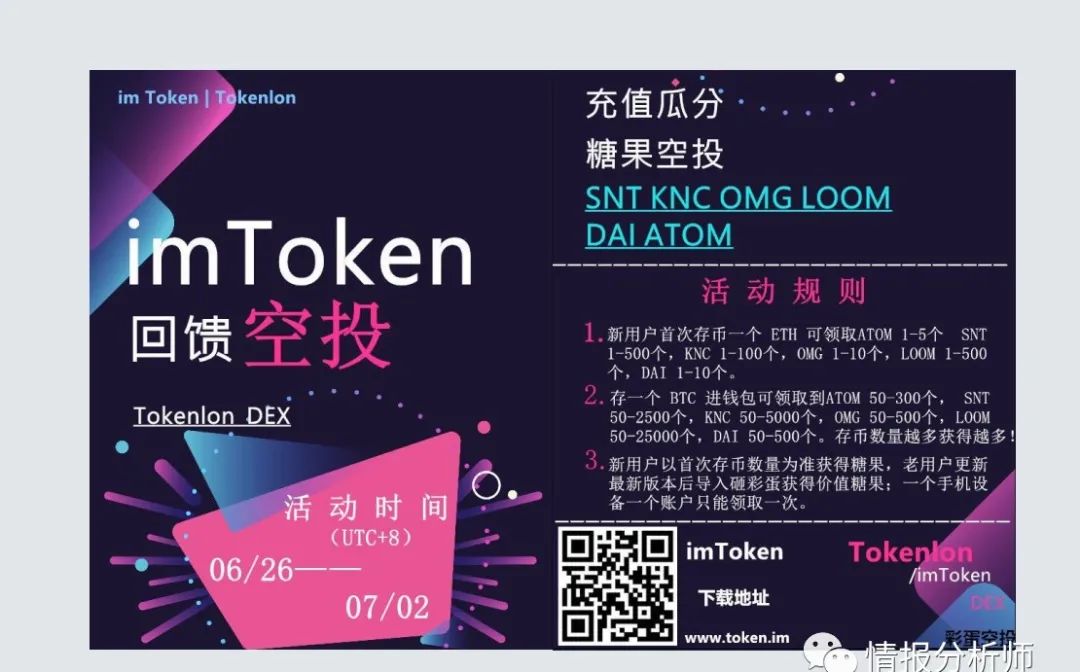 im Token | Tokenlon
imToken
回馈空投
Tokenlon DEX
活动时间
(UTC+8)
06/26——
07/02
充值瓜分
糖果空投
SNT KNC OMG LOOM
DAI ATOM
活动规则
1.新用户首次存币一个 ETH 可领取ATOM 1-5个 SNT
1-500个，KNC 1-100个，OMG 1-10个，LOOM 1-500
个，DAI 1-10个。
2.存一个 BTC 进钱包可领取到ATOM 50-300个， SNT
50-2500个，KNC 50-5000个，OMG 50-500个，LOOM
50-25000个，DAI 50-500个。存币数量越多获得越多！
3.新用户以首次存币数量为准获得糖果，老用户更新
最新版本后导入砸彩蛋获得价值糖果；一个手机设
备一个账户只能领取一次。
imToken
下载地址
www.token.im
Tokenlon
/imToken
DEX
彩蛋空投
情报分析师